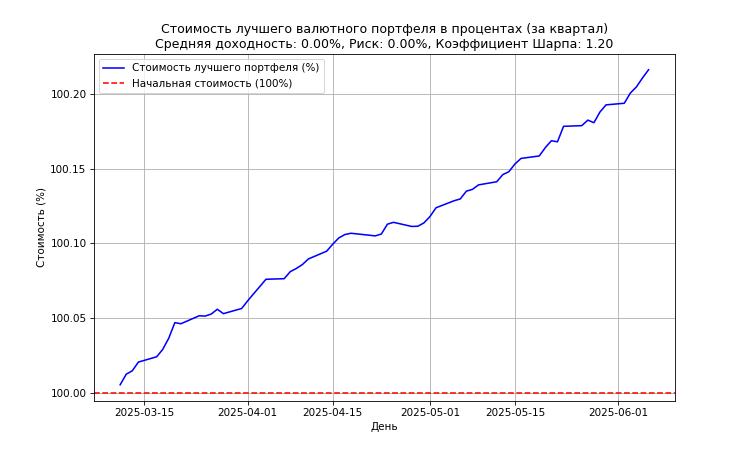 Стоимость лучшего валютного портфеля в процентах (за квартал)
Средняя доходность: 0.00%, Риск: 0.00%, Коэффициент Шарпа: 1.20
Стоимость лучшего портфеля (%)
Начальная стоимость (100%)
100.20
100.15
100.10
100.05
100.00
Стоимость (%)
2025-03-15
2025-04-01
2025-04-15
2025-05-01
2025-05-15
2025-06-01
День